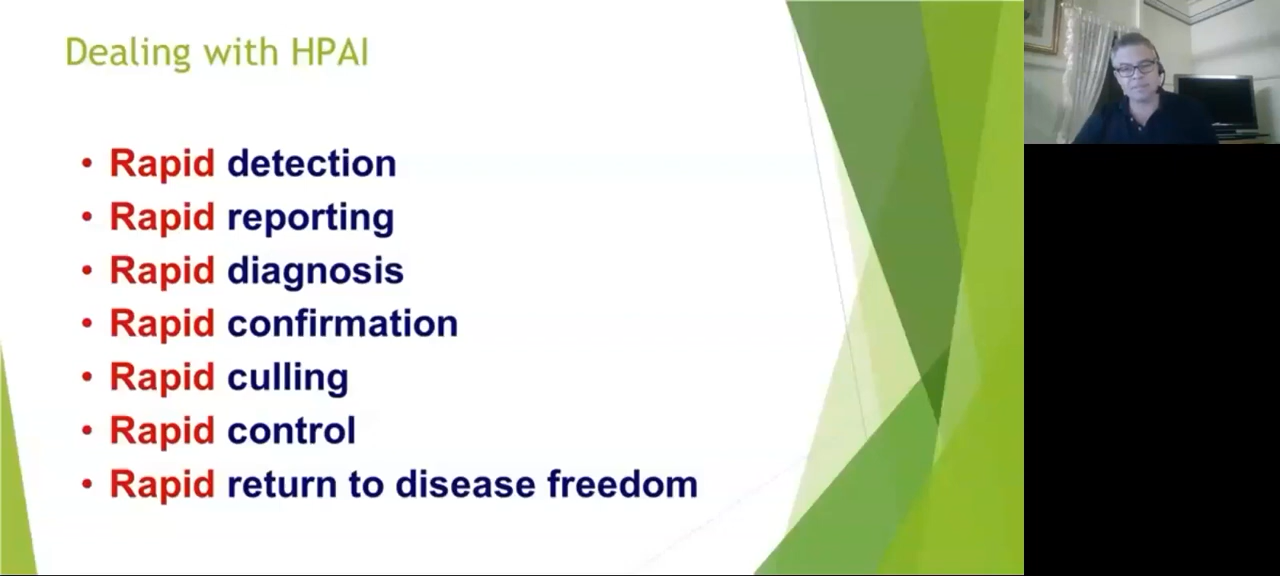 Dealing with HPAI
• Rapid detection
• Rapid reporting
• Rapid diagnosis
• Rapid confirmation
• Rapid culling
• Rapid control
• Rapid return to disease freedom